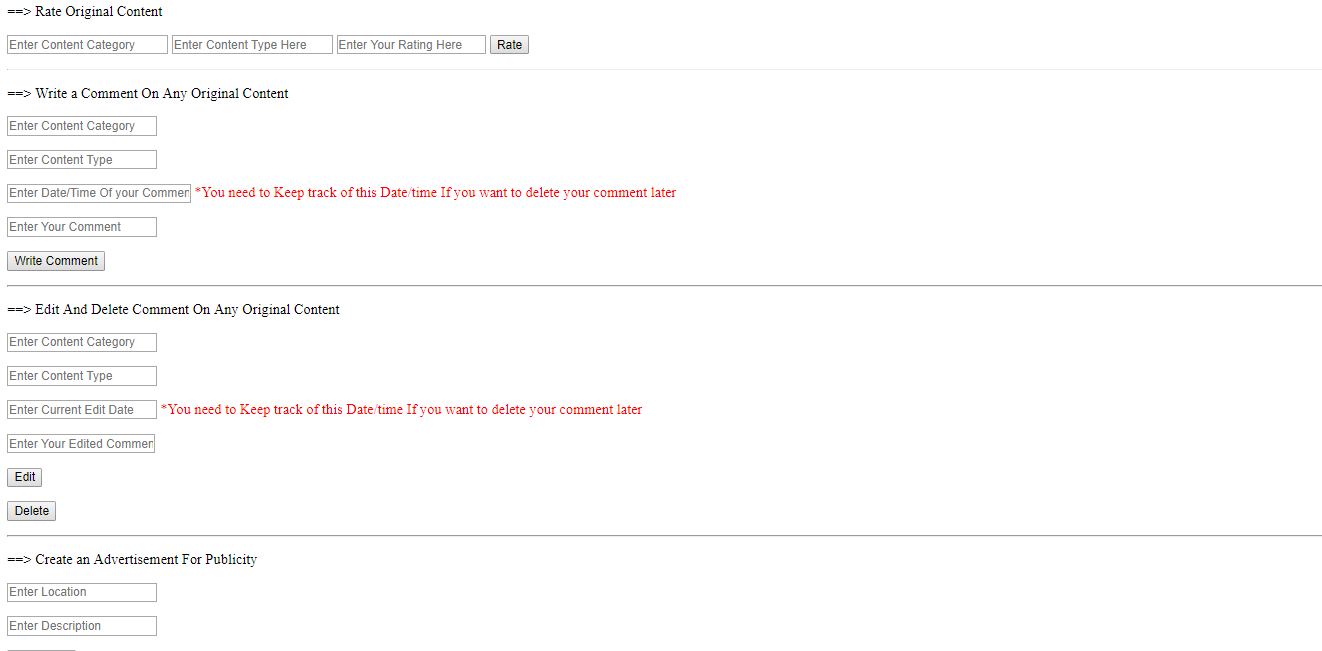 ==> Rate Original Content
Enter Content Category Enter Content Type Here Enter Your Rating Here Rate
==> Write a Comment On Any Original Content
Enter Content Category
Enter Content Type
Enter Date/Time Of your Commen *You need to Keep track of this Date/time If you want to delete your comment later
Enter Your Comment
Write Comment
==> Edit And Delete Comment On Any Original Content
Enter Content Category
Enter Content Type
Enter Current Edit Date *You need to Keep track of this Date/time If you want to delete your comment later
Enter Your Edited Commen
Edit
Delete
==> Create an Advertisement For Publicity
Enter Location
Enter Description